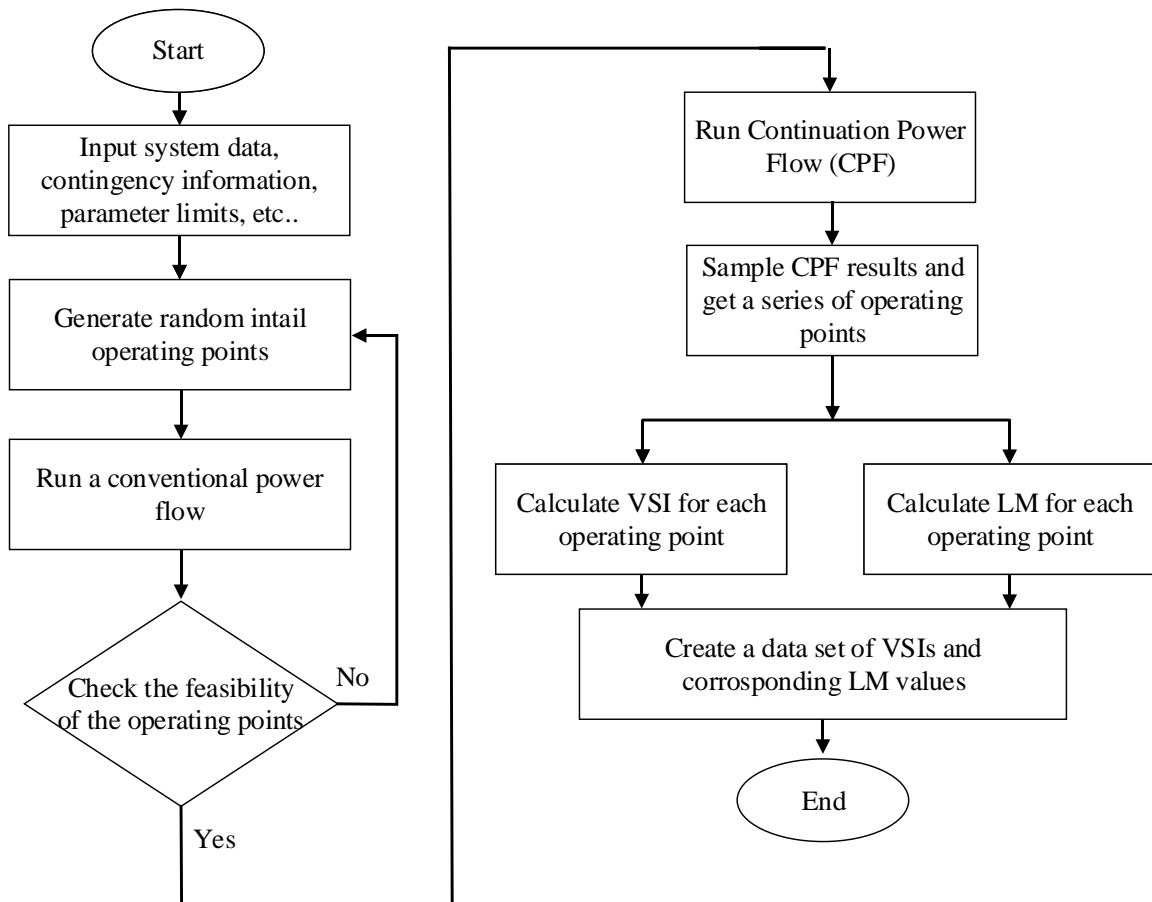 Start
Input system data,
contingency information,
parameter limits, etc..
Generate random intail
operating points
Run a conventional power
flow
Check the feasibility
of the operating points
No
Yes
Run Continuation Power
Flow (CPF)
Sample CPF results and
get a series of operating
points
Calculate VSI for each
operating point
Calculate LM for each
operating point
Create a data set of VSIs and
corrosponding LM values
End